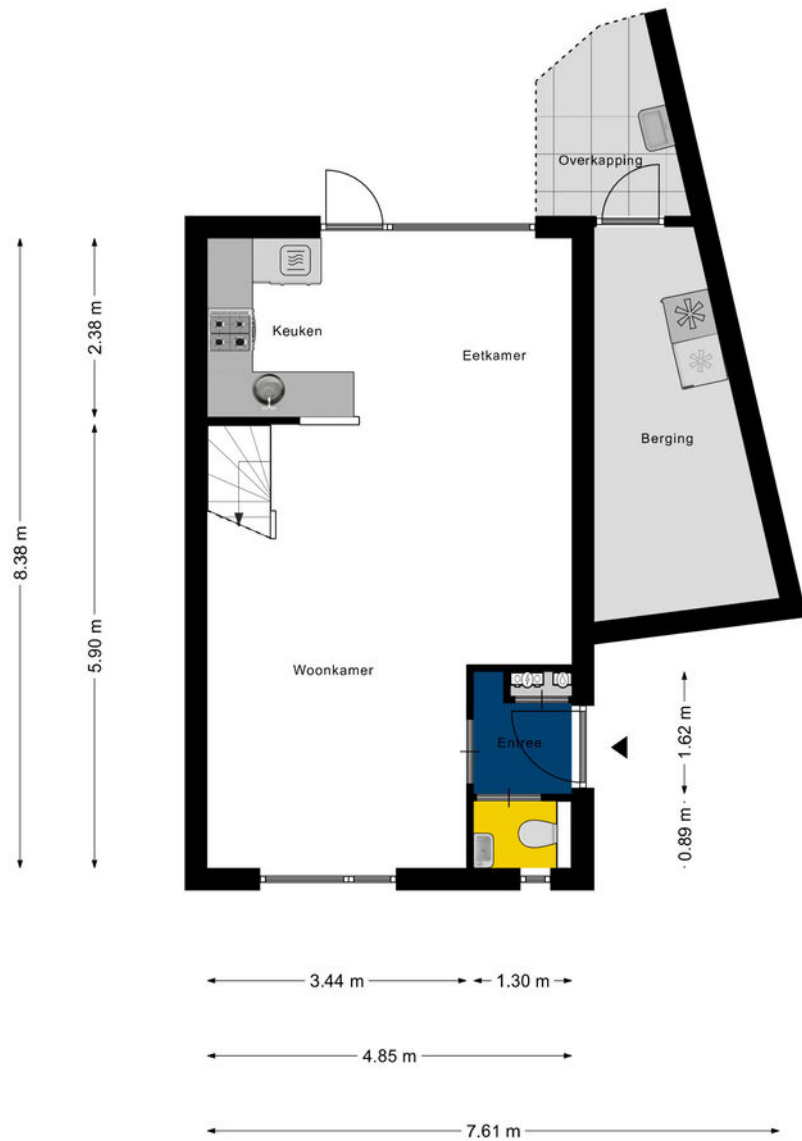 Overkapping
Keuken
Eetkamer
Berging
Woonkamer
Entree
8.38 m
2.38 m
5.90 m
1.62 m
0.89 m
3.44 m
1.30 m
4.85 m
7.61 m